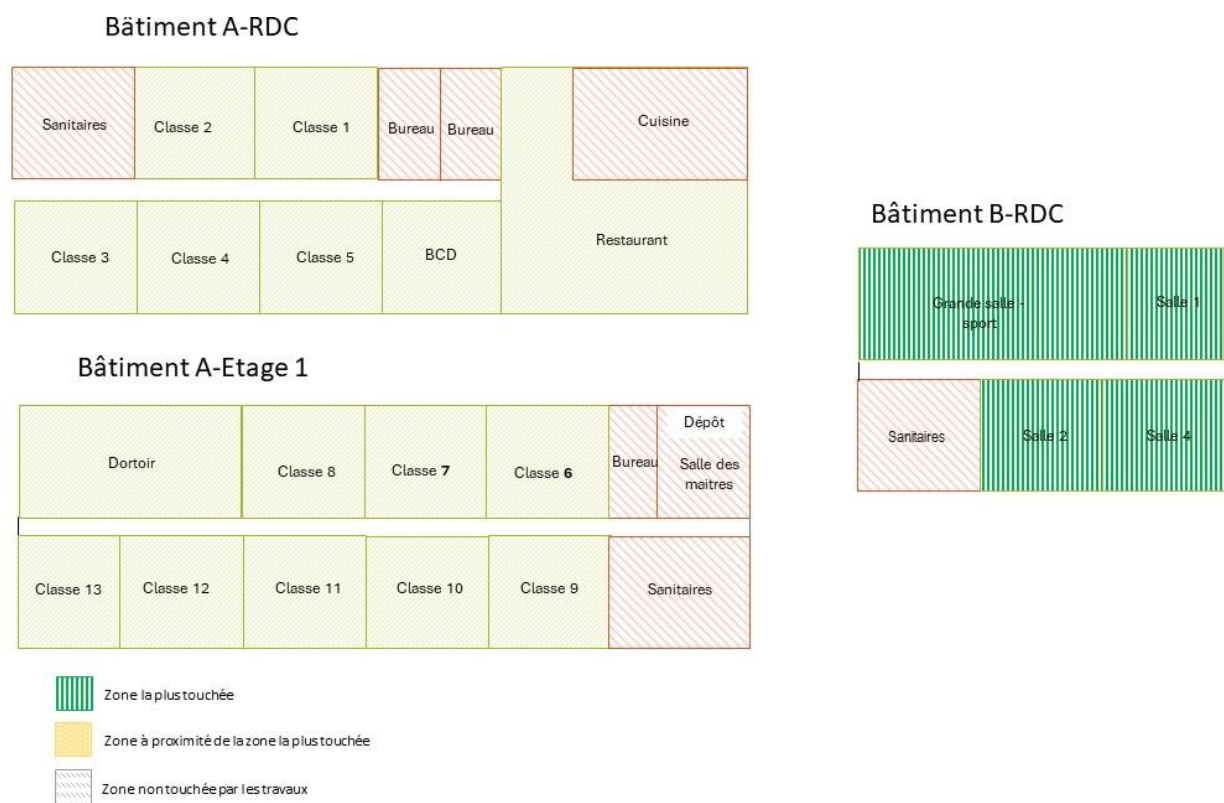 Bâtiment A-RDC
Sanitaires
Classe 2
Classe 1
Bureau
Bureau
Cuisine
Classe 3
Classe 4
Classe 5
BCD
Restaurant
Bâtiment B-RDC
Grande salle -
sport
Salle 1
Sanitaires
Salle 2
Salle 4
Bâtiment A-Etage 1
Dortoir
Classe 8
Classe 7
Classe 6
Bureau
Dépôt
Salle des
maitres
Classe 13
Classe 12
Classe 11
Classe 10
Classe 9
Sanitaires
Zone la plus touchée
Zone à proximité de la zone la plus touchée
Zone non touchée par les travaux